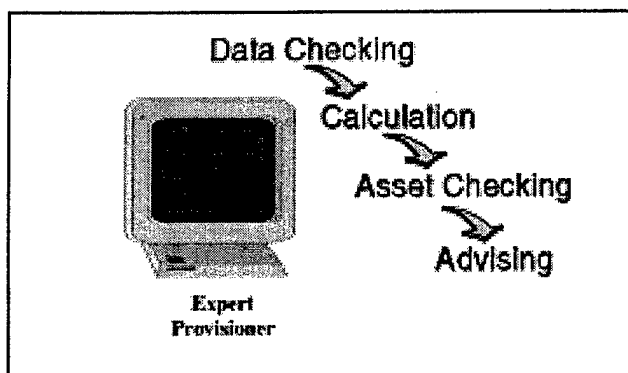 Data Checking
Calculation
Asset Checking
Advising
Expert
Provisioner